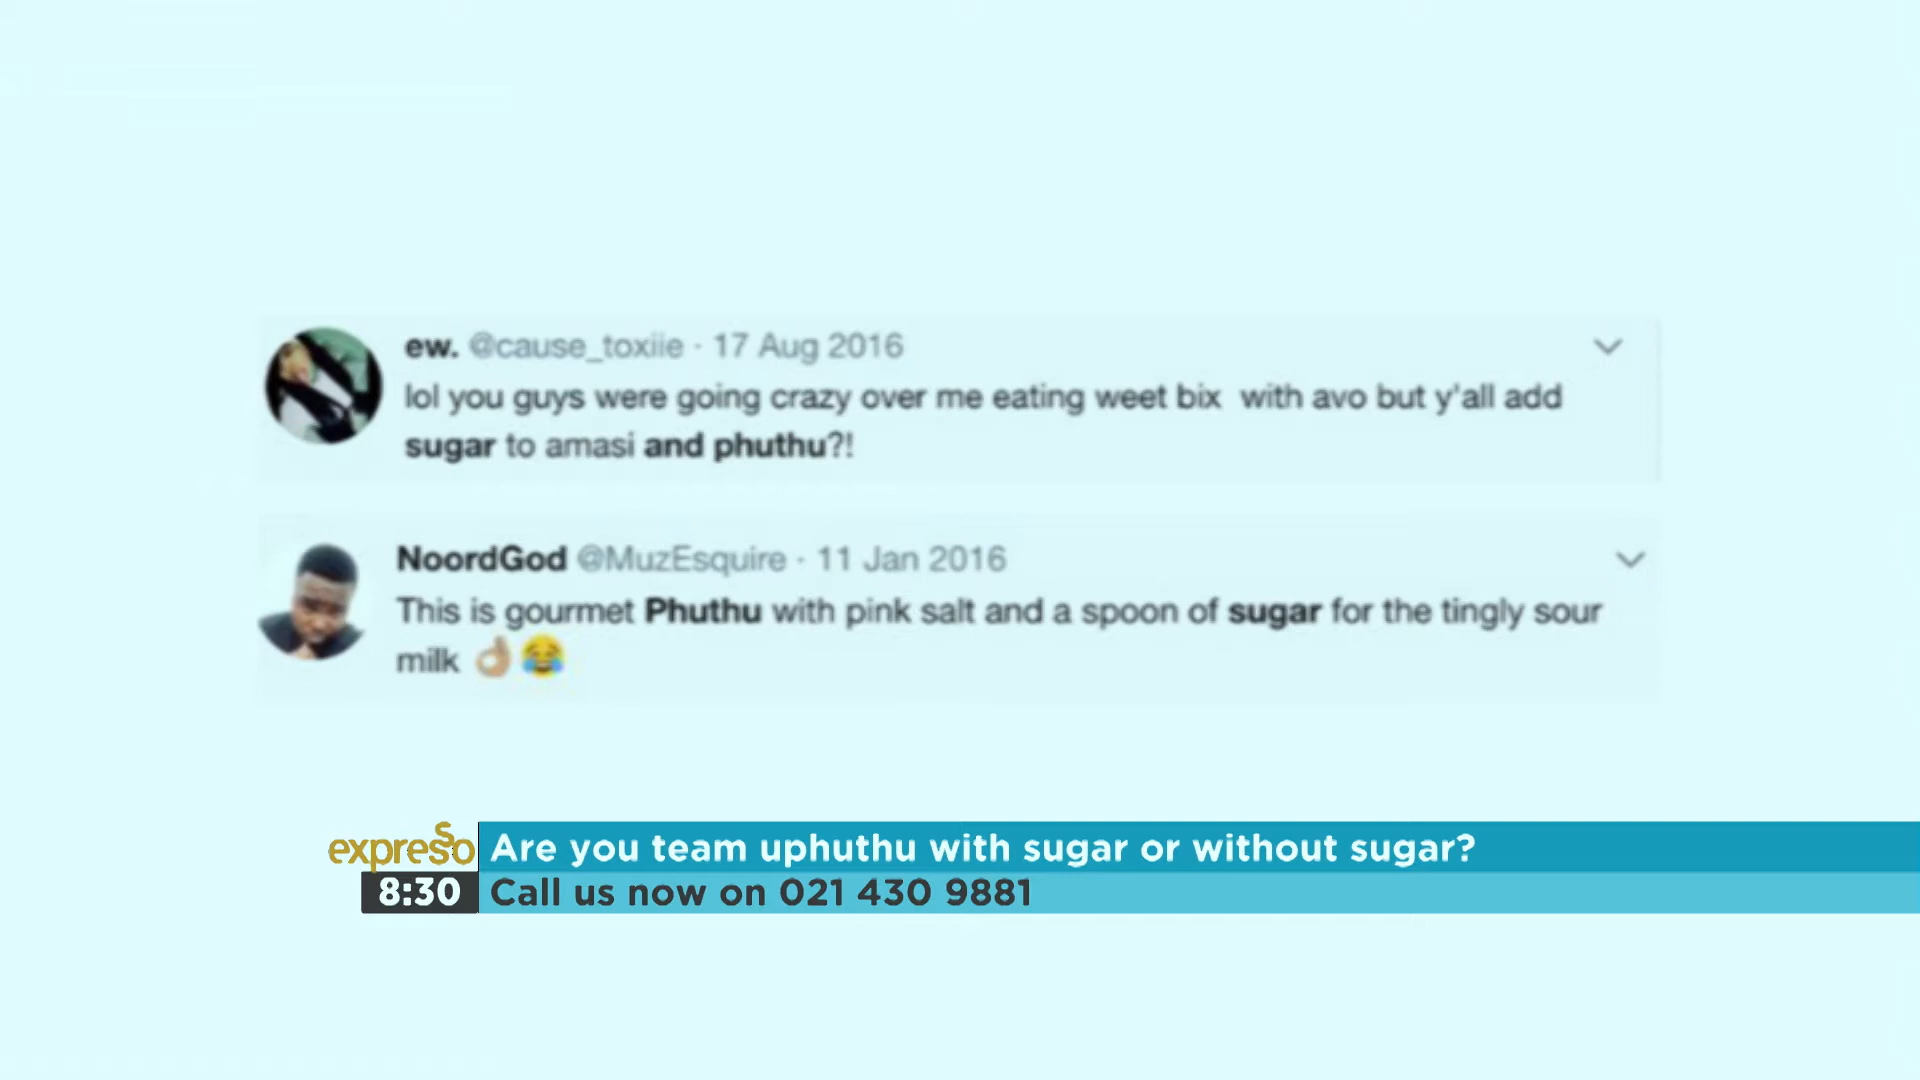 ew. @cause_toxiie · 17 Aug 2016
lol you guys were going crazy over me eating weet bix with avo but y'all add
sugar to amasi and phuthu?!
NoordGod @MuzEsquire · 11 Jan 2016
This is gourmet Phuthu with pink salt and a spoon of sugar for the tingly sour
milk 👌🏽😂
expresso
Are you team uphuthu with sugar or without sugar?
8:30
Call us now on 021 430 9881